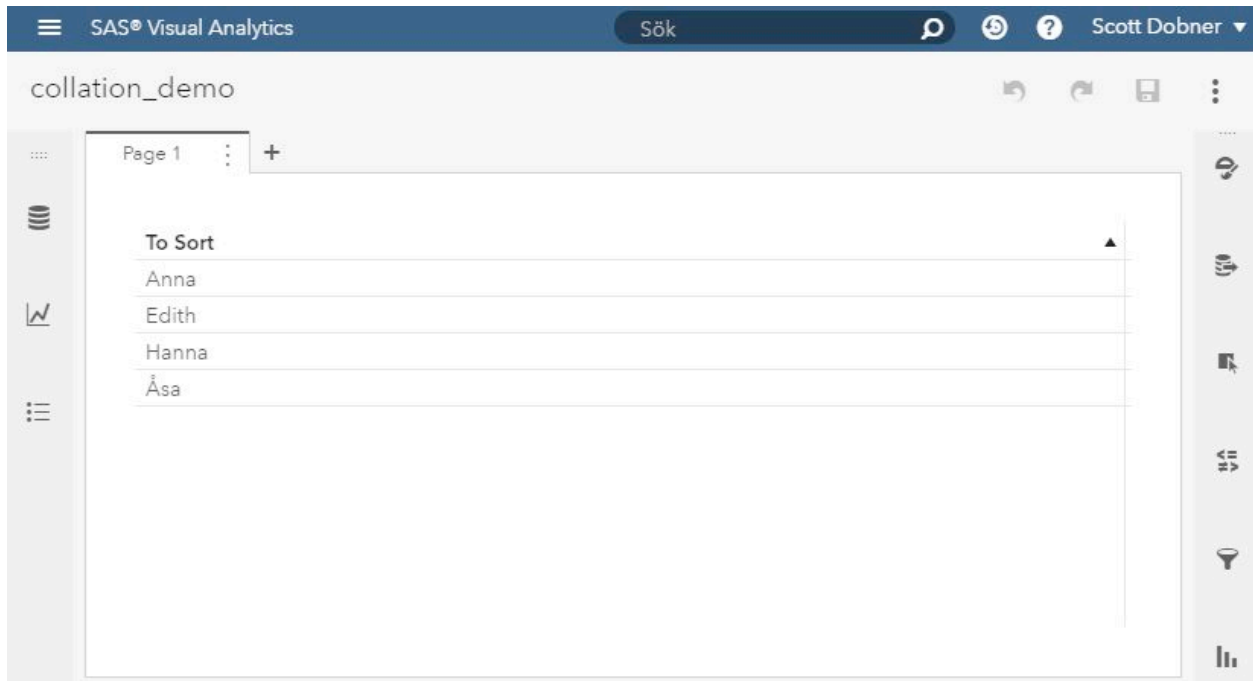 SAS® Visual Analytics Sök Scott Dobner
collation_demo
Page 1
To Sort
Anna
Edith
Hanna
Åsa